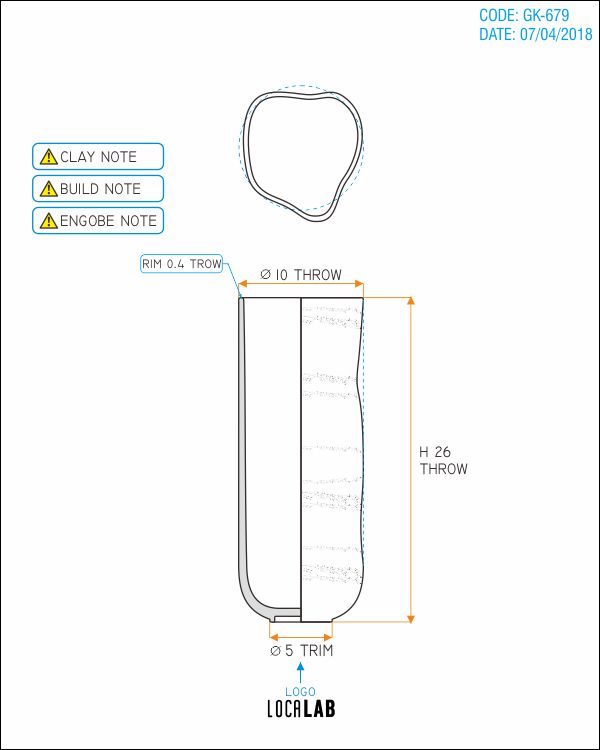 CODE: GK-679
DATE: 07/04/2018
CLAY NOTE
BUILD NOTE
ENGOBE NOTE
RIM 0.4 TROW
∅ 10 THROW
H 26
THROW
∅ 5 TRIM
LOGO
LOCALAB